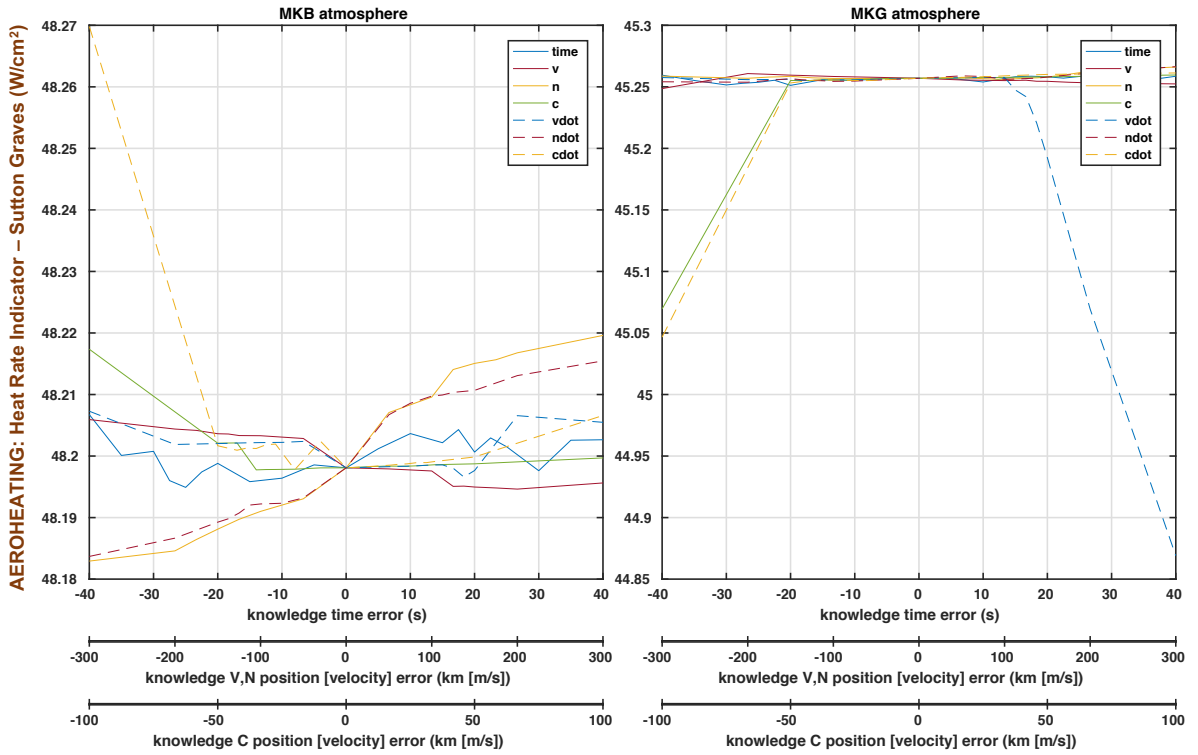 AEROHEATING: Heat Rate Indicator – Sutton Graves (W/cm²)
MKB atmosphere
48.27
48.26
48.25
48.24
48.23
48.22
48.21
48.2
48.19
48.18
time
v
n
c
vdot
ndot
cdot
-40 -30 -20 -10 0 10 20 30 40
knowledge time error (s)
-300 -200 -100 0 100 200 300
knowledge V,N position [velocity] error (km [m/s])
-100 -50 0 50 100
knowledge C position [velocity] error (km [m/s])
MKG atmosphere
45.3
45.25
45.2
45.15
45.1
45.05
45
44.95
44.9
44.85
time
v
n
c
vdot
ndot
cdot
-40 -30 -20 -10 0 10 20 30 40
knowledge time error (s)
-300 -200 -100 0 100 200 300
knowledge V,N position [velocity] error (km [m/s])
-100 -50 0 50 100
knowledge C position [velocity] error (km [m/s])